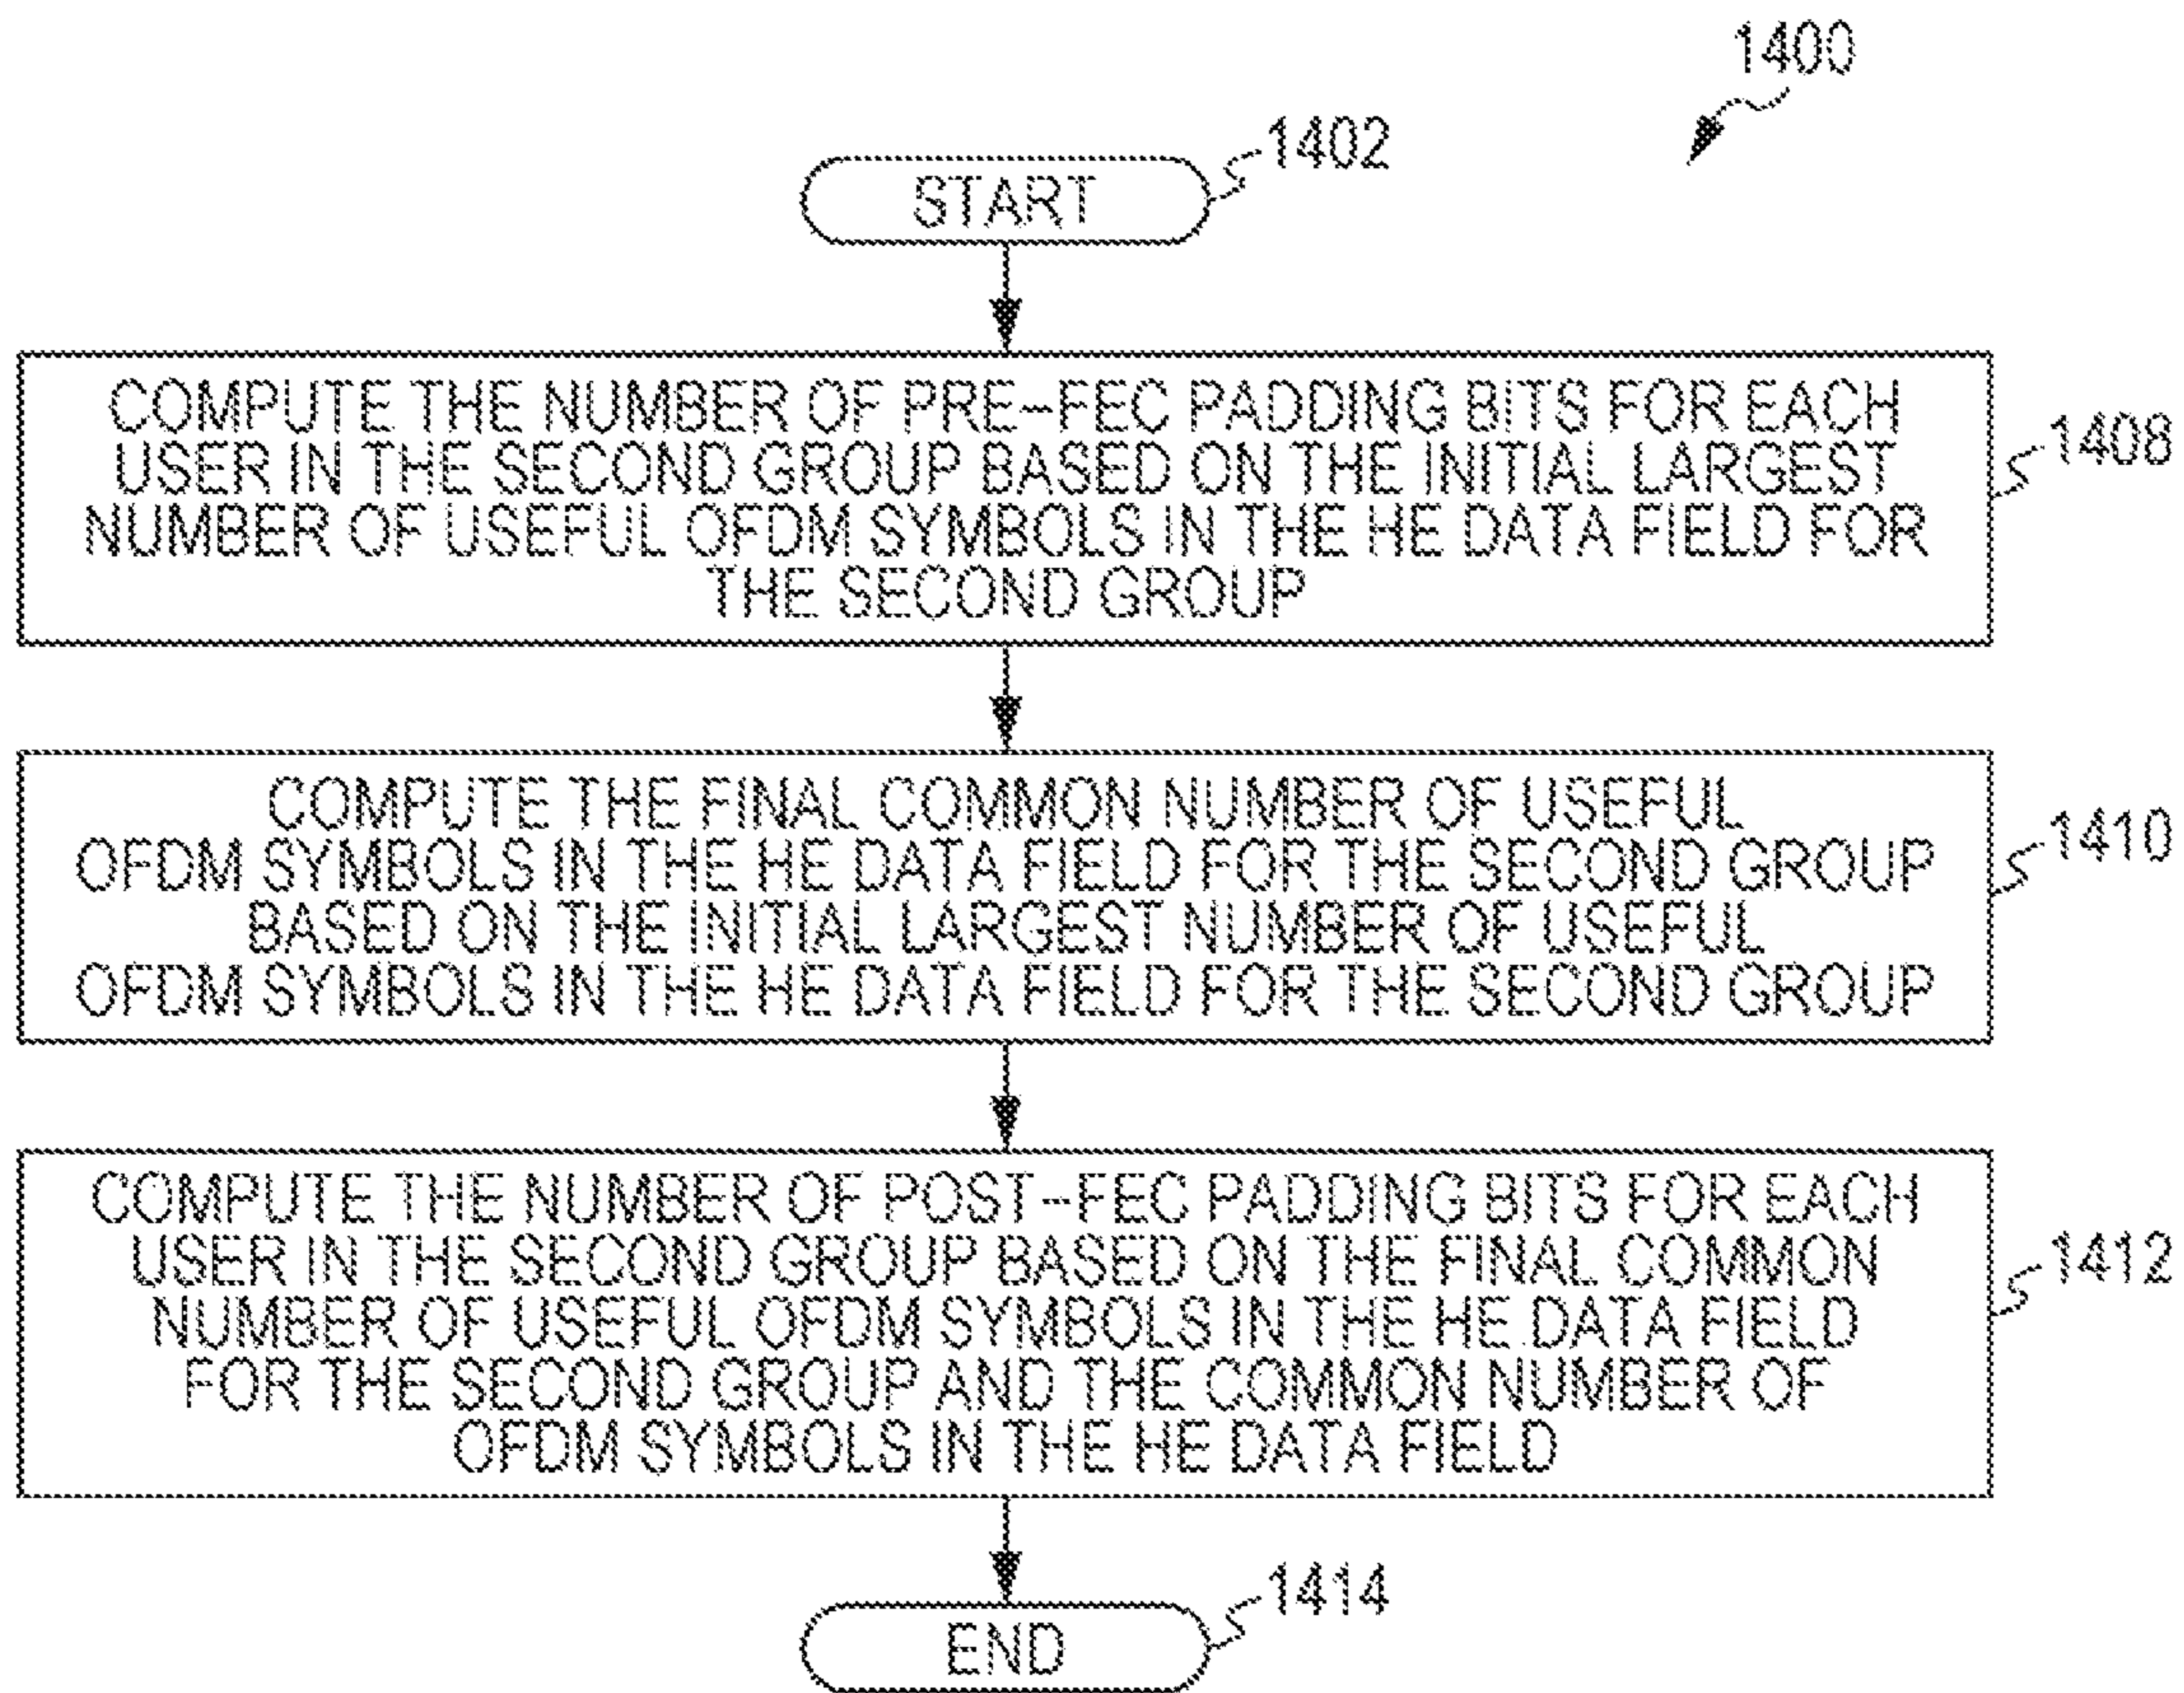 1400
START
1402
COMPUTE THE NUMBER OF PRE-FEC PADDING BITS FOR EACH
USER IN THE SECOND GROUP BASED ON THE INITIAL LARGEST
NUMBER OF USEFUL OFDM SYMBOLS IN THE HE DATA FIELD FOR
THE SECOND GROUP
1408
COMPUTE THE FINAL COMMON NUMBER OF USEFUL
OFDM SYMBOLS IN THE HE DATA FIELD FOR THE SECOND GROUP
BASED ON THE INITIAL LARGEST NUMBER OF USEFUL
OFDM SYMBOLS IN THE HE DATA FIELD FOR THE SECOND GROUP
1410
COMPUTE THE NUMBER OF POST-FEC PADDING BITS FOR EACH
USER IN THE SECOND GROUP BASED ON THE FINAL COMMON
NUMBER OF USEFUL OFDM SYMBOLS IN THE HE DATA FIELD
FOR THE SECOND GROUP AND THE COMMON NUMBER OF
OFDM SYMBOLS IN THE HE DATA FIELD
1412
END
1414